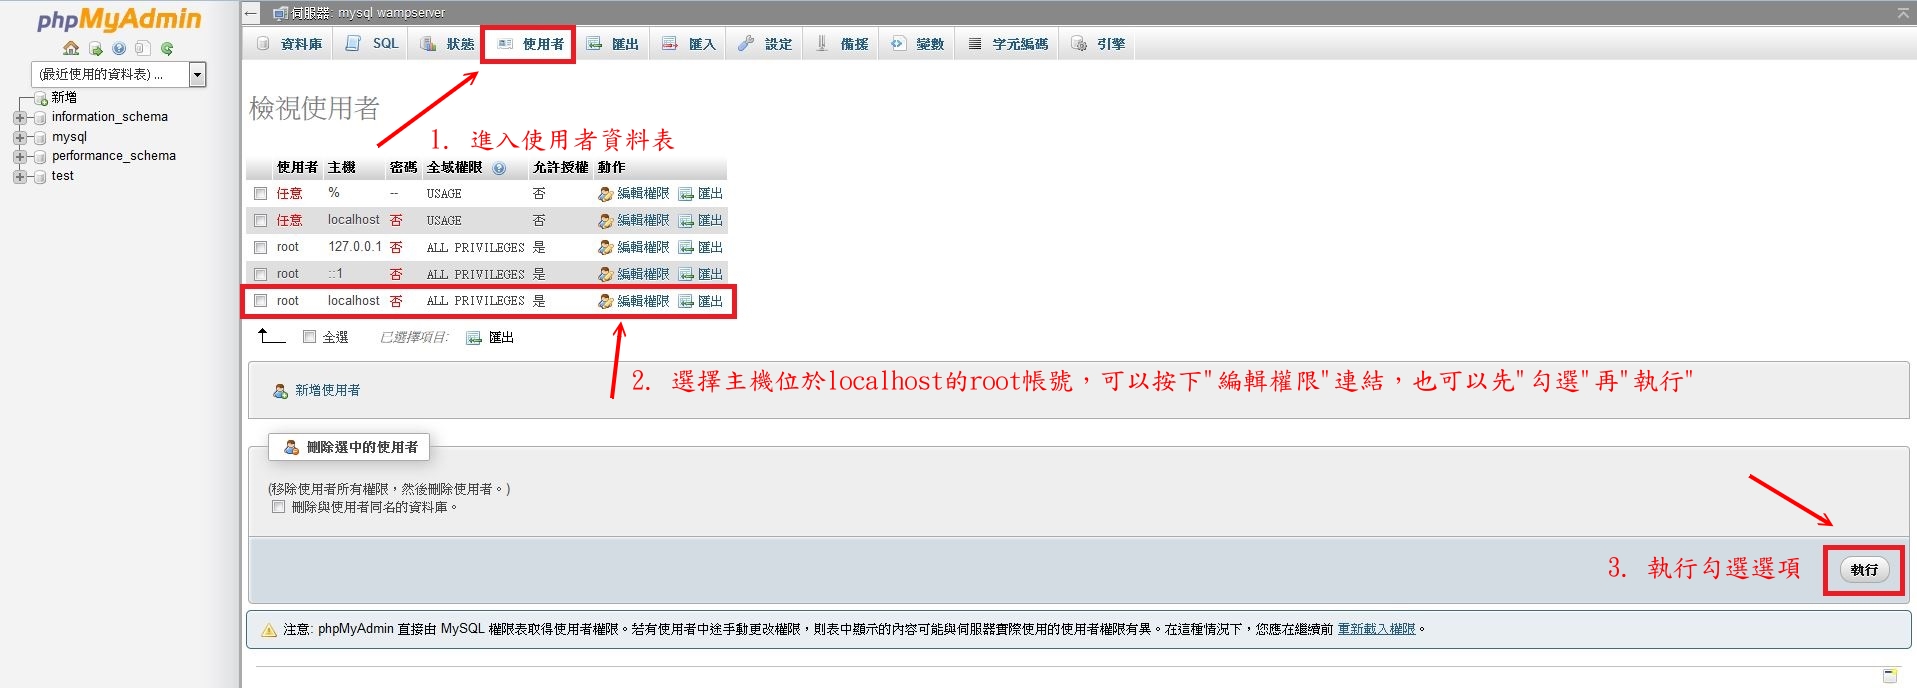 phpMyAdmin
(最近使用的資料表) ...
新增
information_schema
mysql
performance_schema
test
伺服器: mysql wampserver
資料庫 SQL 狀態 使用者 匯出 匯入 設定 備援 變數 字元編碼 引擎
檢視使用者
1. 進入使用者資料表
使用者 主機 密碼 全域權限 允許授權 動作
任意 % -- USAGE 否 編輯權限 匯出
任意 localhost 否 USAGE 否 編輯權限 匯出
root 127.0.0.1 否 ALL PRIVILEGES 是 編輯權限 匯出
root ::1 否 ALL PRIVILEGES 是 編輯權限 匯出
root localhost 否 ALL PRIVILEGES 是 編輯權限 匯出
全選 已選擇項目: 匯出
2. 選擇主機位於localhost的root帳號，可以按下"編輯權限"連結，也可以先"勾選"再"執行"
新增使用者
刪除選中的使用者
(移除使用者所有權限，然後刪除使用者。)
刪除與使用者同名的資料庫。
3. 執行勾選選項
執行
注意: phpMyAdmin 直接由 MySQL 權限表取得使用者權限。若有使用者中途手動更改權限，則表中顯示的內容可能與伺服器實際使用的使用者權限有異。在這種情況下，您應在繼續前 重新載入權限。